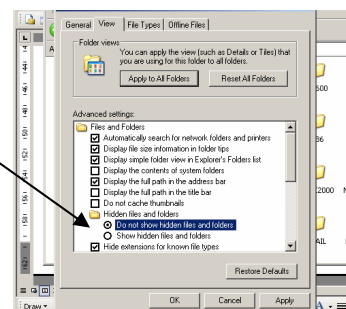 General View File Types Offline Files
Folder views
You can apply the view (such as Details or Tiles) that
you are using for this folder to all folders.
Apply to All Folders Reset All Folders
Advanced settings:
Files and Folders
Automatically search for network folders and printers
Display file size information in folder tips
Display simple folder view in Explorer's Folders list
Display the contents of system folders
Display the full path in the address bar
Display the full path in the title bar
Do not cache thumbnails
Hidden files and folders
Do not show hidden files and folders
Show hidden files and folders
Hide extensions for known file types
Restore Defaults
OK Cancel Apply
Draw